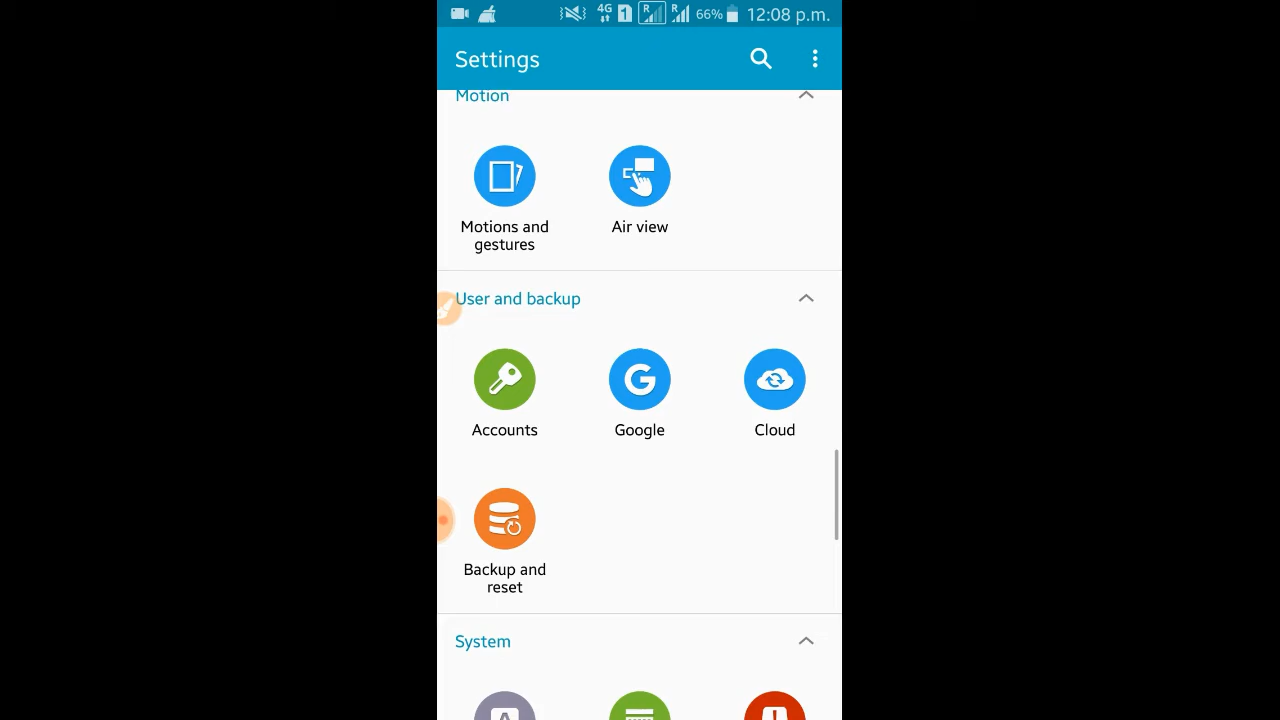 4G 1 R R 66% 12:08 p.m.
Settings
Motion
Motions and
gestures
Air view
User and backup
Accounts
Google
Cloud
Backup and
reset
System
A